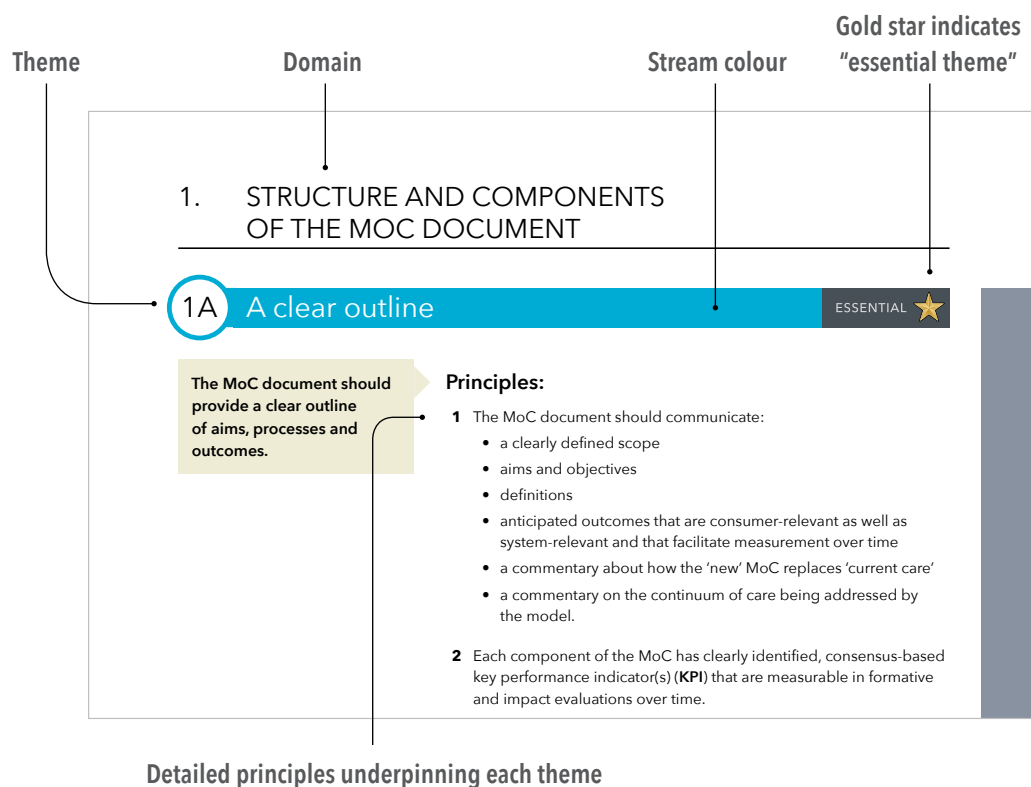 Gold star indicates
Theme
Domain
Stream colour
“essential theme”
1. STRUCTURE AND COMPONENTS
OF THE MOC DOCUMENT
1A A clear outline
ESSENTIAL
The MoC document should
provide a clear outline
of aims, processes and
outcomes.
Principles:
1 The MoC document should communicate:
• a clearly defined scope
• aims and objectives
• definitions
• anticipated outcomes that are consumer-relevant as well as
system-relevant and that facilitate measurement over time
• a commentary about how the ‘new’ MoC replaces ‘current care’
• a commentary on the continuum of care being addressed by
the model.
2 Each component of the MoC has clearly identified, consensus-based
key performance indicator(s) (KPI) that are measurable in formative
and impact evaluations over time.
Detailed principles underpinning each theme